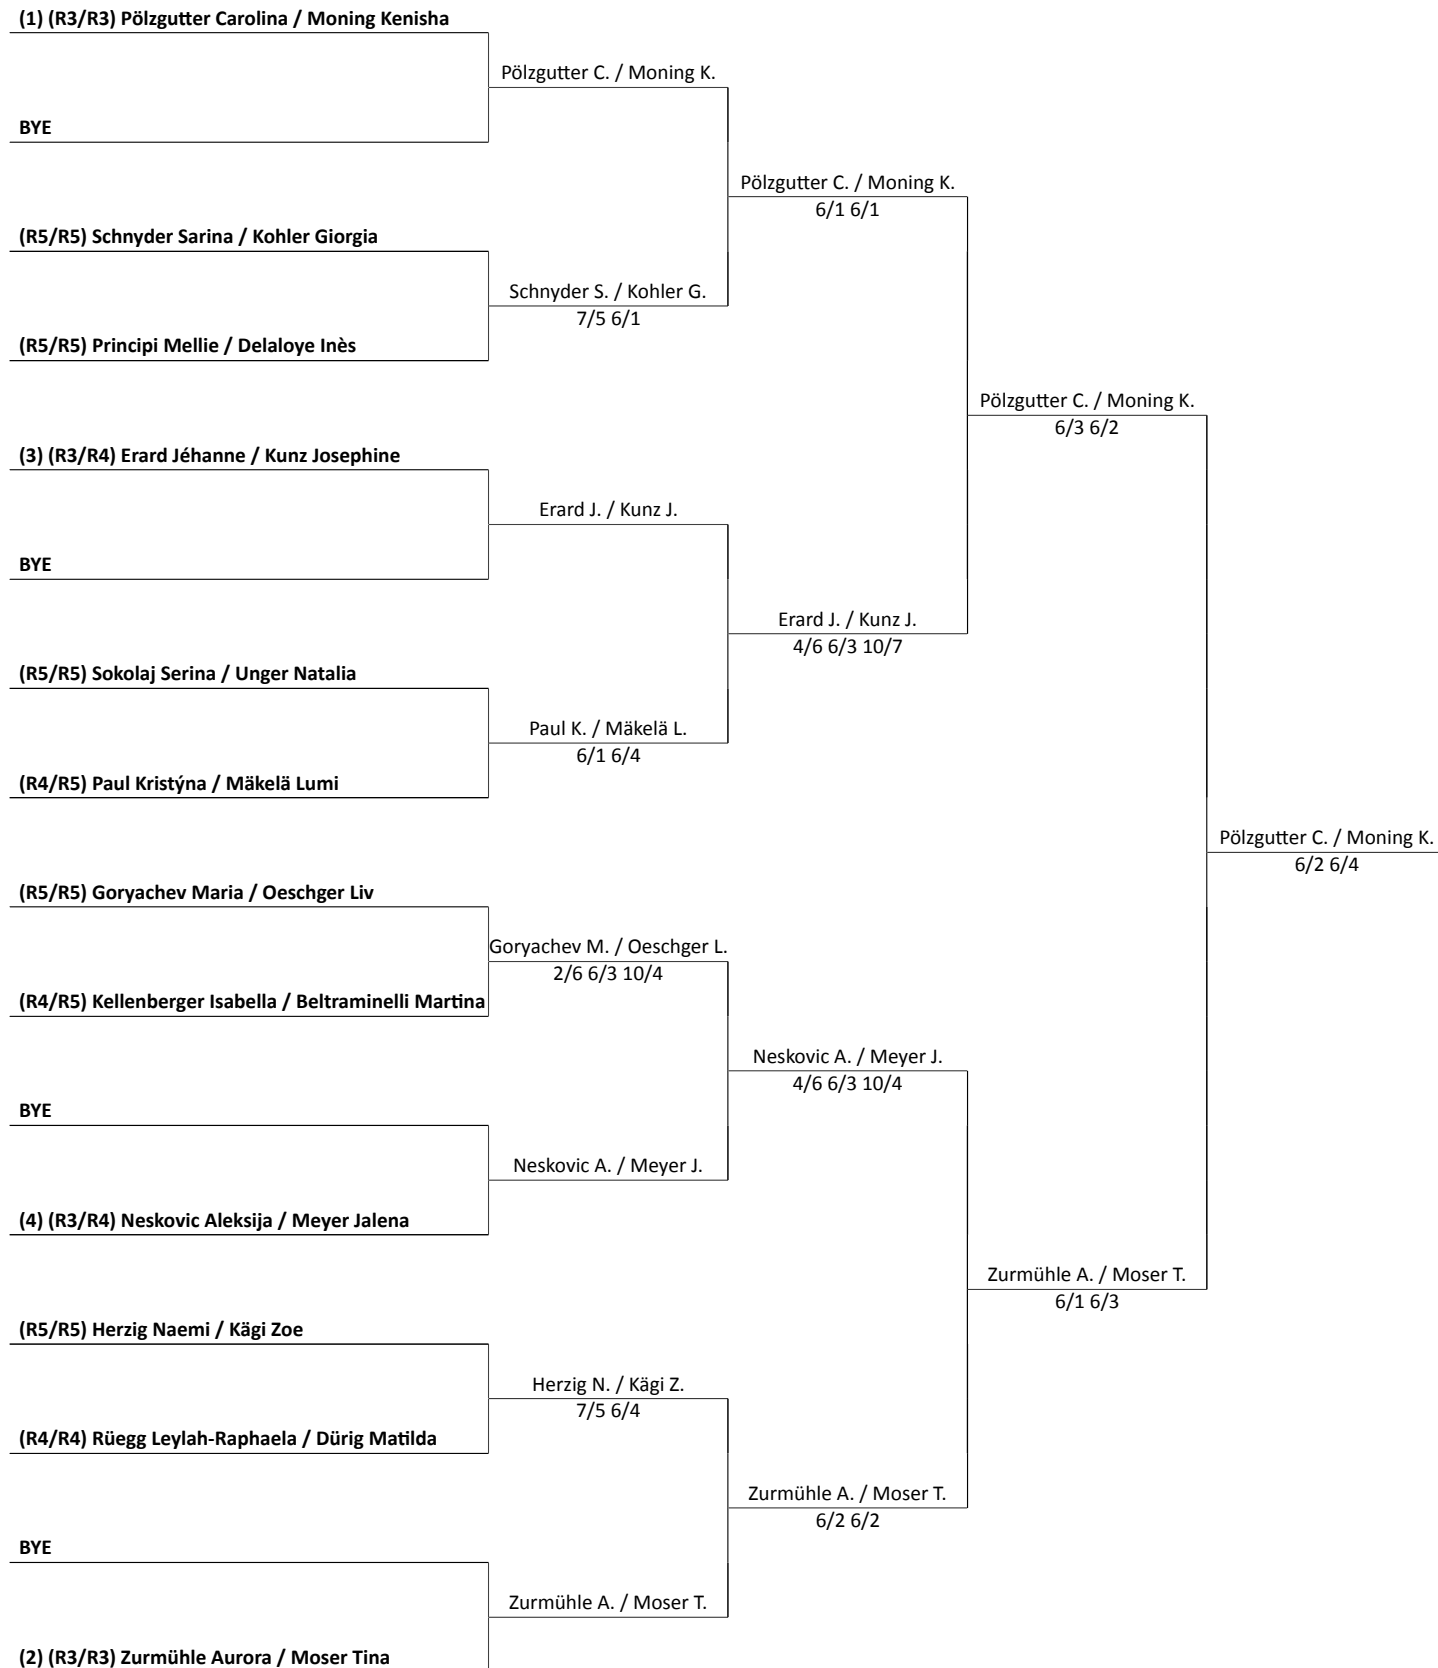 (1) (R3/R3) Pölzgutter Carolina / Moning Kenisha
Pölzgutter C. / Moning K.
BYE
Pölzgutter C. / Moning K.
6/1 6/1
(R5/R5) Schnyder Sarina / Kohler Giorgia
Schnyder S. / Kohler G.
7/5 6/1
(R5/R5) Principi Mellie / Delaloye Inès
Pölzgutter C. / Moning K.
6/3 6/2
(3) (R3/R4) Erard Jéhanne / Kunz Josephine
Erard J. / Kunz J.
BYE
Erard J. / Kunz J.
4/6 6/3 10/7
(R5/R5) Sokolaj Serina / Unger Natalia
Paul K. / Mäkelä L.
6/1 6/4
(R4/R5) Paul Kristýna / Mäkelä Lumi
Pölzgutter C. / Moning K.
6/2 6/4
(R5/R5) Goryachev Maria / Oeschger Liv
Goryachev M. / Oeschger L.
2/6 6/3 10/4
(R4/R5) Kellenberger Isabella / Beltraminelli Martina
Neskovic A. / Meyer J.
4/6 6/3 10/4
BYE
Neskovic A. / Meyer J.
(4) (R3/R4) Neskovic Aleksija / Meyer Jalena
Zurmühle A. / Moser T.
6/1 6/3
(R5/R5) Herzig Naemi / Kägi Zoe
Herzig N. / Kägi Z.
7/5 6/4
(R4/R4) Rüegg Leylah-Raphaela / Dürig Matilda
Zurmühle A. / Moser T.
6/2 6/2
BYE
Zurmühle A. / Moser T.
(2) (R3/R3) Zurmühle Aurora / Moser Tina